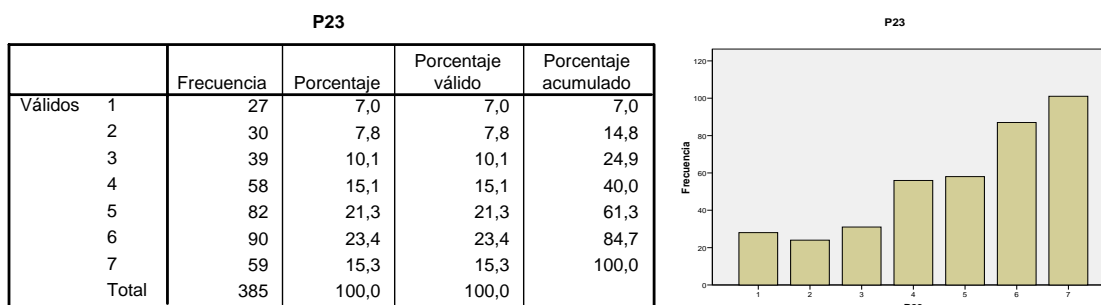 P23
Frecuencia Porcentaje Porcentaje válido Porcentaje acumulado
Válidos 1 27 7,0 7,0 7,0
2 30 7,8 7,8 14,8
3 39 10,1 10,1 24,9
4 58 15,1 15,1 40,0
5 82 21,3 21,3 61,3
6 90 23,4 23,4 84,7
7 59 15,3 15,3 100,0
Total 385 100,0 100,0
P23
Frecuencia
120
100
80
60
40
20
0
1 2 3 4 5 6 7